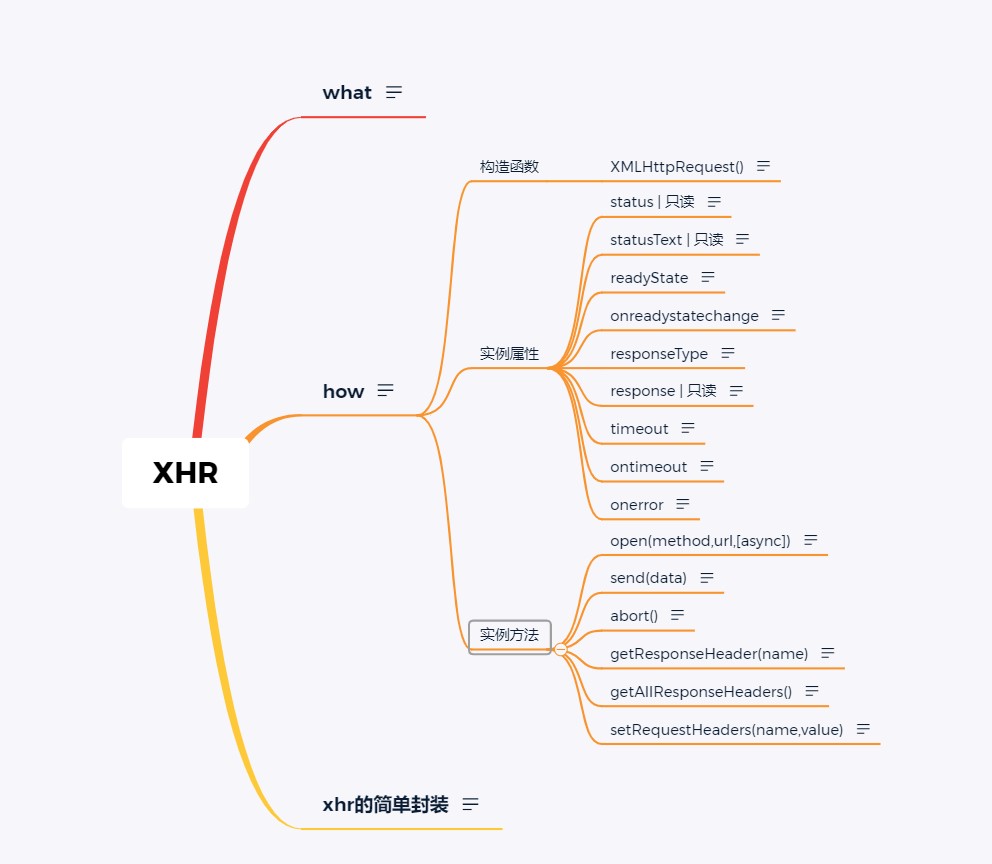 what
构造函数
XMLHttpRequest()
status | 只读
statusText | 只读
readyState
onreadystatechange
实例属性
responseType
how
response | 只读
timeout
XHR
ontimeout
onerror
open(method,url,[async])
send(data)
abort()
实例方法
getResponseHeader(name)
getAllResponseHeaders()
setRequestHeaders(name,value)
xhr的简单封装